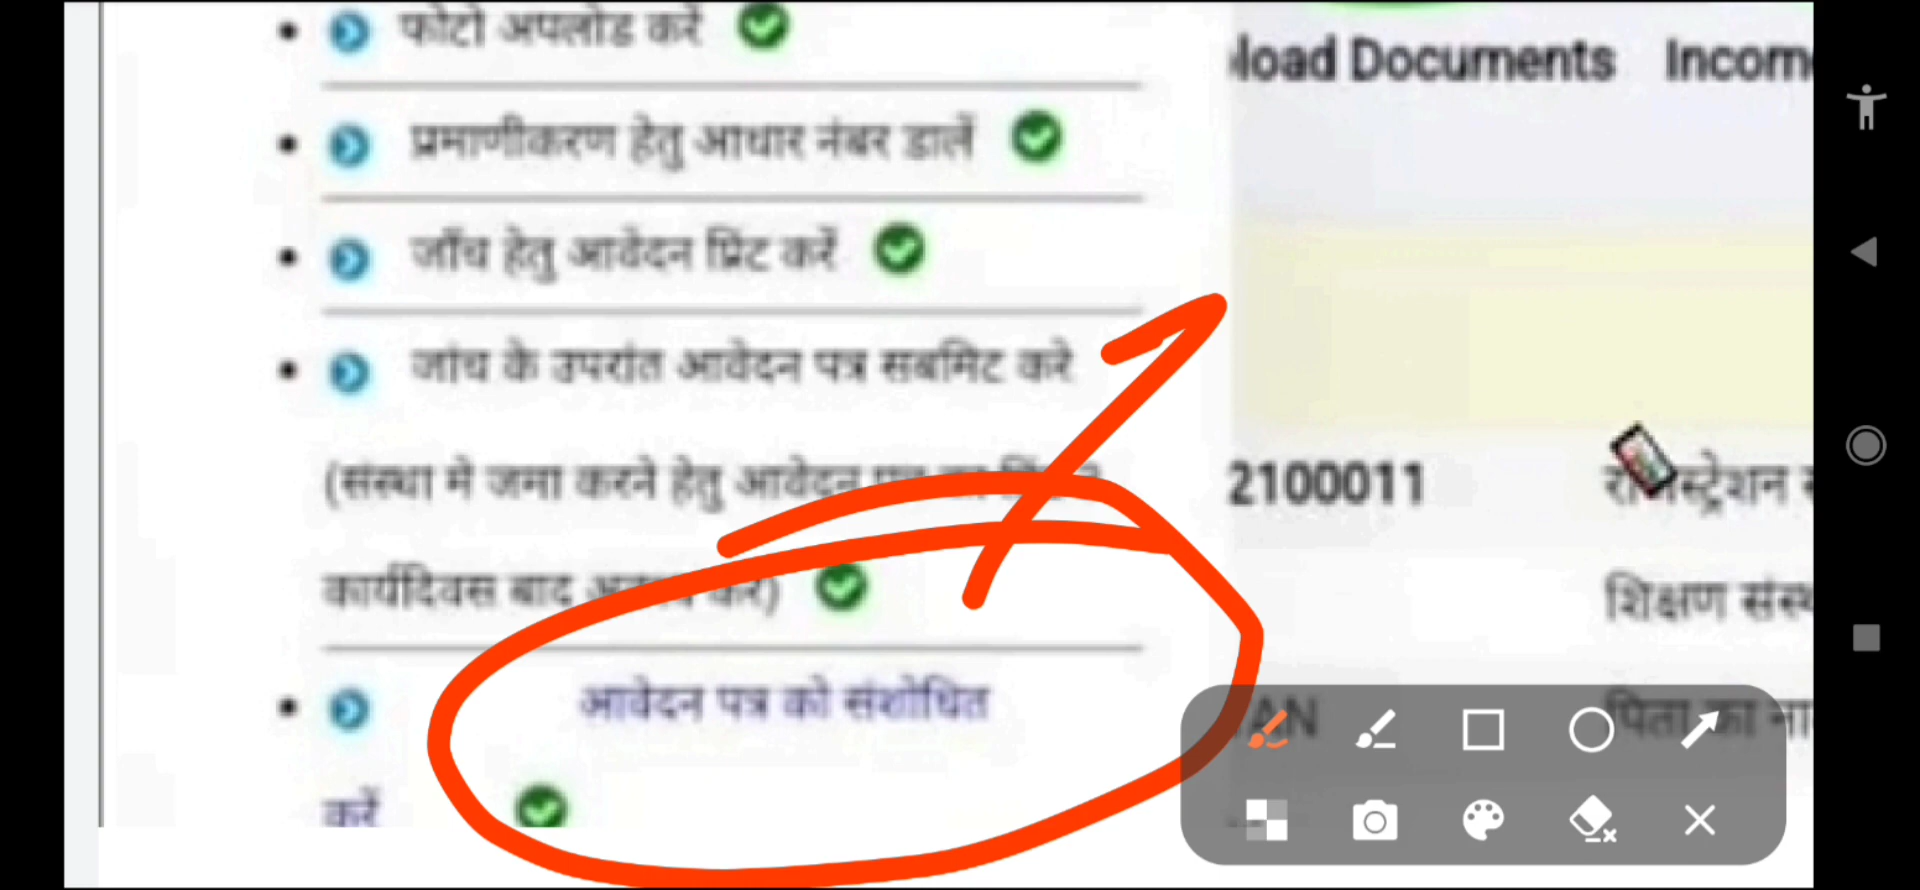 फोटो अपलोड करें
load Documents Incom
प्रमाणीकरण हेतु आधार नंबर डालें
जाँच हेतु आवेदन प्रिंट करें
जांच के उपरांत आवेदन पत्र सबमिट करे
(संस्था मे जमा करने हेतु आवेदन
2100011
कार्यदिवस बाद
शिक्षण
आवेदन पत्र को संशोधित
AN
पिता का
करें